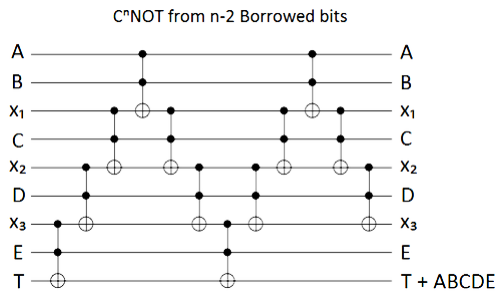 CⁿNOT from n-2 Borrowed bits
A A
B B
X₁ X₁
C C
X₂ X₂
D D
X₃ X₃
E E
T T + ABCDE